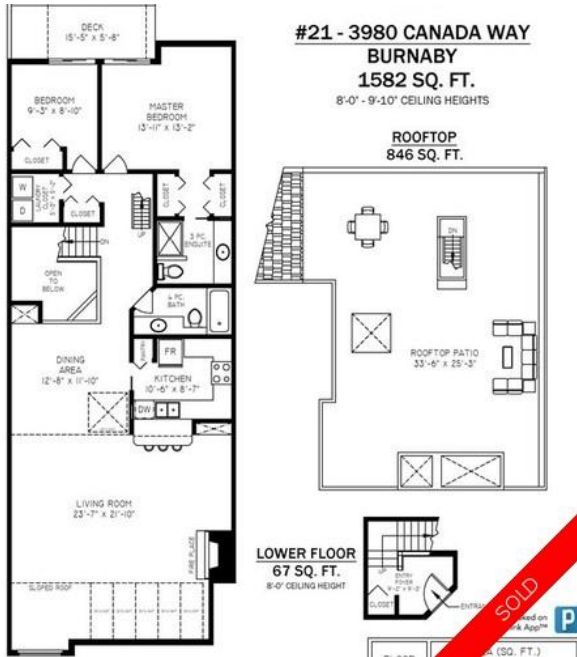 #21 - 3980 CANADA WAY
BURNABY
1582 SQ. FT.
8'-0" - 9'-10" CEILING HEIGHTS
DECK
15'-5" X 5'-8"
BEDROOM
9'-3" X 8'-10"
MASTER
BEDROOM
13'-11" X 13'-2"
CLOSET
CLOSET
CLOSET
W
D
LAUNDRY
CLOSET
CLOSET
UP
3 PC.
ENSUITE
DN
OPEN
TO
BELOW
4 PC.
BATH
DINING
AREA
12'-8" X 11'-10"
PANTRY
FR
KITCHEN
10'-6" X 8'-7"
DW
LIVING ROOM
23'-7" X 21'-10"
FIRE PLACE
SLOPED ROOF
ROOFTOP
846 SQ. FT.
DN
ROOFTOP PATIO
33'-6" X 25'-3"
LOWER FLOOR
67 SQ. FT.
8'-0" CEILING HEIGHT
UP
ENTRY
FOYER
CLOSET
SOLD
P
(SQ. FT.)